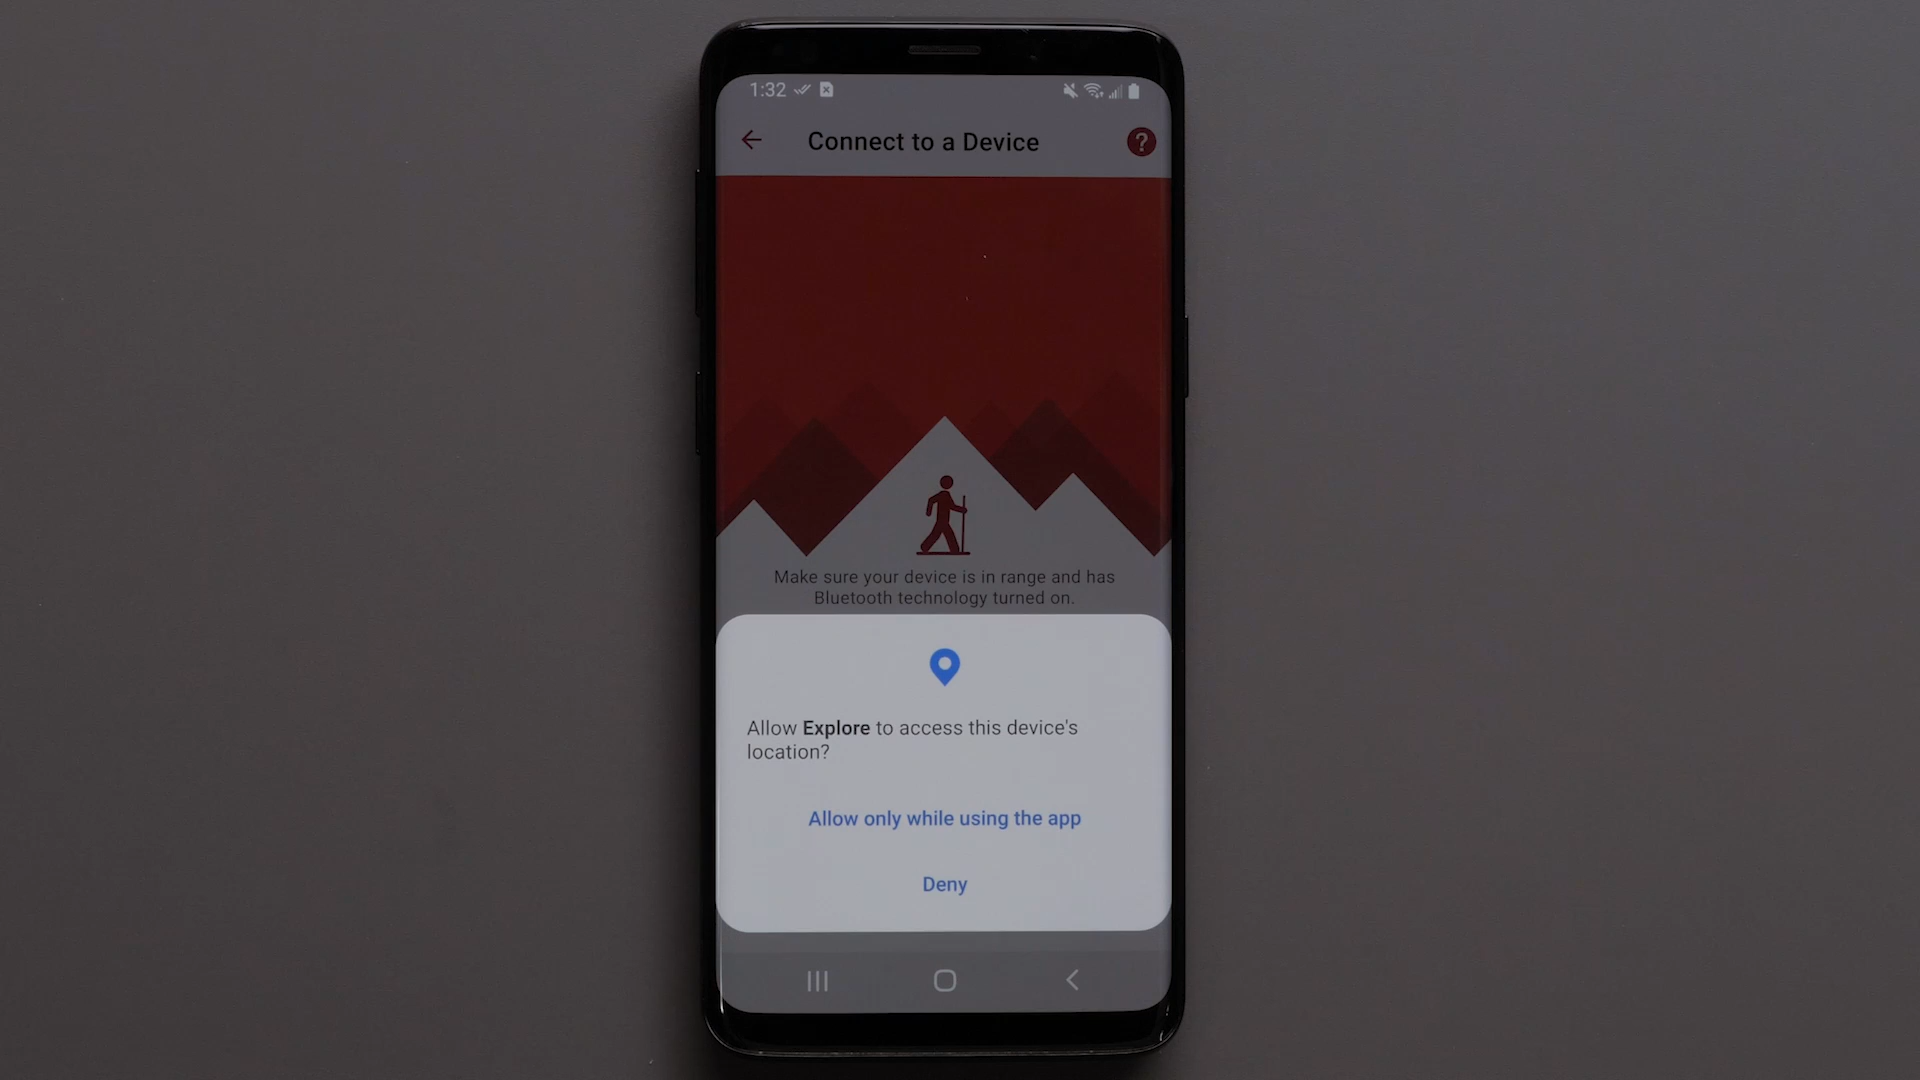 1:32
Connect to a Device
?
Make sure your device is in range and has
Bluetooth technology turned on.
Allow Explore to access this device's
location?
Allow only while using the app
Deny